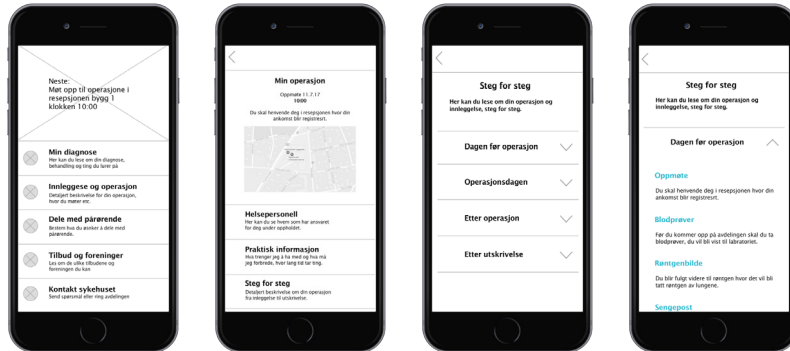 Neste:
Møt opp til operasjone i
resepsjonen bygg 1
klokken 10:00
Min diagnose
Her kan du lese om din diagnose,
behandling og ting du lurer på
Innleggese og operasjon
Detaljert beskrivelse for din operasjon,
hvor du møter etc.
Dele med pårørende
Bestem hva du ønsker å dele med
pårørende.
Tilbud og foreninger
Les om de ulike tilbudene og
foreningen du kan
Kontakt sykehuset
Send spørsmål eller ring avdelingen
Min operasjon
Oppmøte 11.7.17
10:00
Du skal henvende deg i resepsjonen hvor din
ankomst blir registresrt.
Helsepersonell
Her kan du se hvem som har ansvaret
for deg under oppholdet.
Praktisk informasjon
Hva trenger jeg å ha med og hva må
jeg forbrede, hvor lang tid tar ting.
Steg for steg
Detaljert beskrivelse om din operasjon
fra inleggelse til utskrivelse.
Steg for steg
Her kan du lese om din operasjon og
innleggelse, steg for steg.
Dagen før operasjon
Operasjonsdagen
Etter operasjon
Etter utskrivelse
Steg for steg
Her kan du lese om din operasjon og
innleggelse, steg for steg.
Dagen før operasjon
Oppmøte
Du skal henvende deg i resepsjonen hvor din
ankomst blir registresrt.
Blodprøver
Før du kommer opp på avdelingen skal du ta
blodprøver, du vil bli vist til labratoriet.
Røntgenbilde
Du blir fulgt videre til røntgen hvor det vil bli
tatt røntgen av lungene.
Sengepost